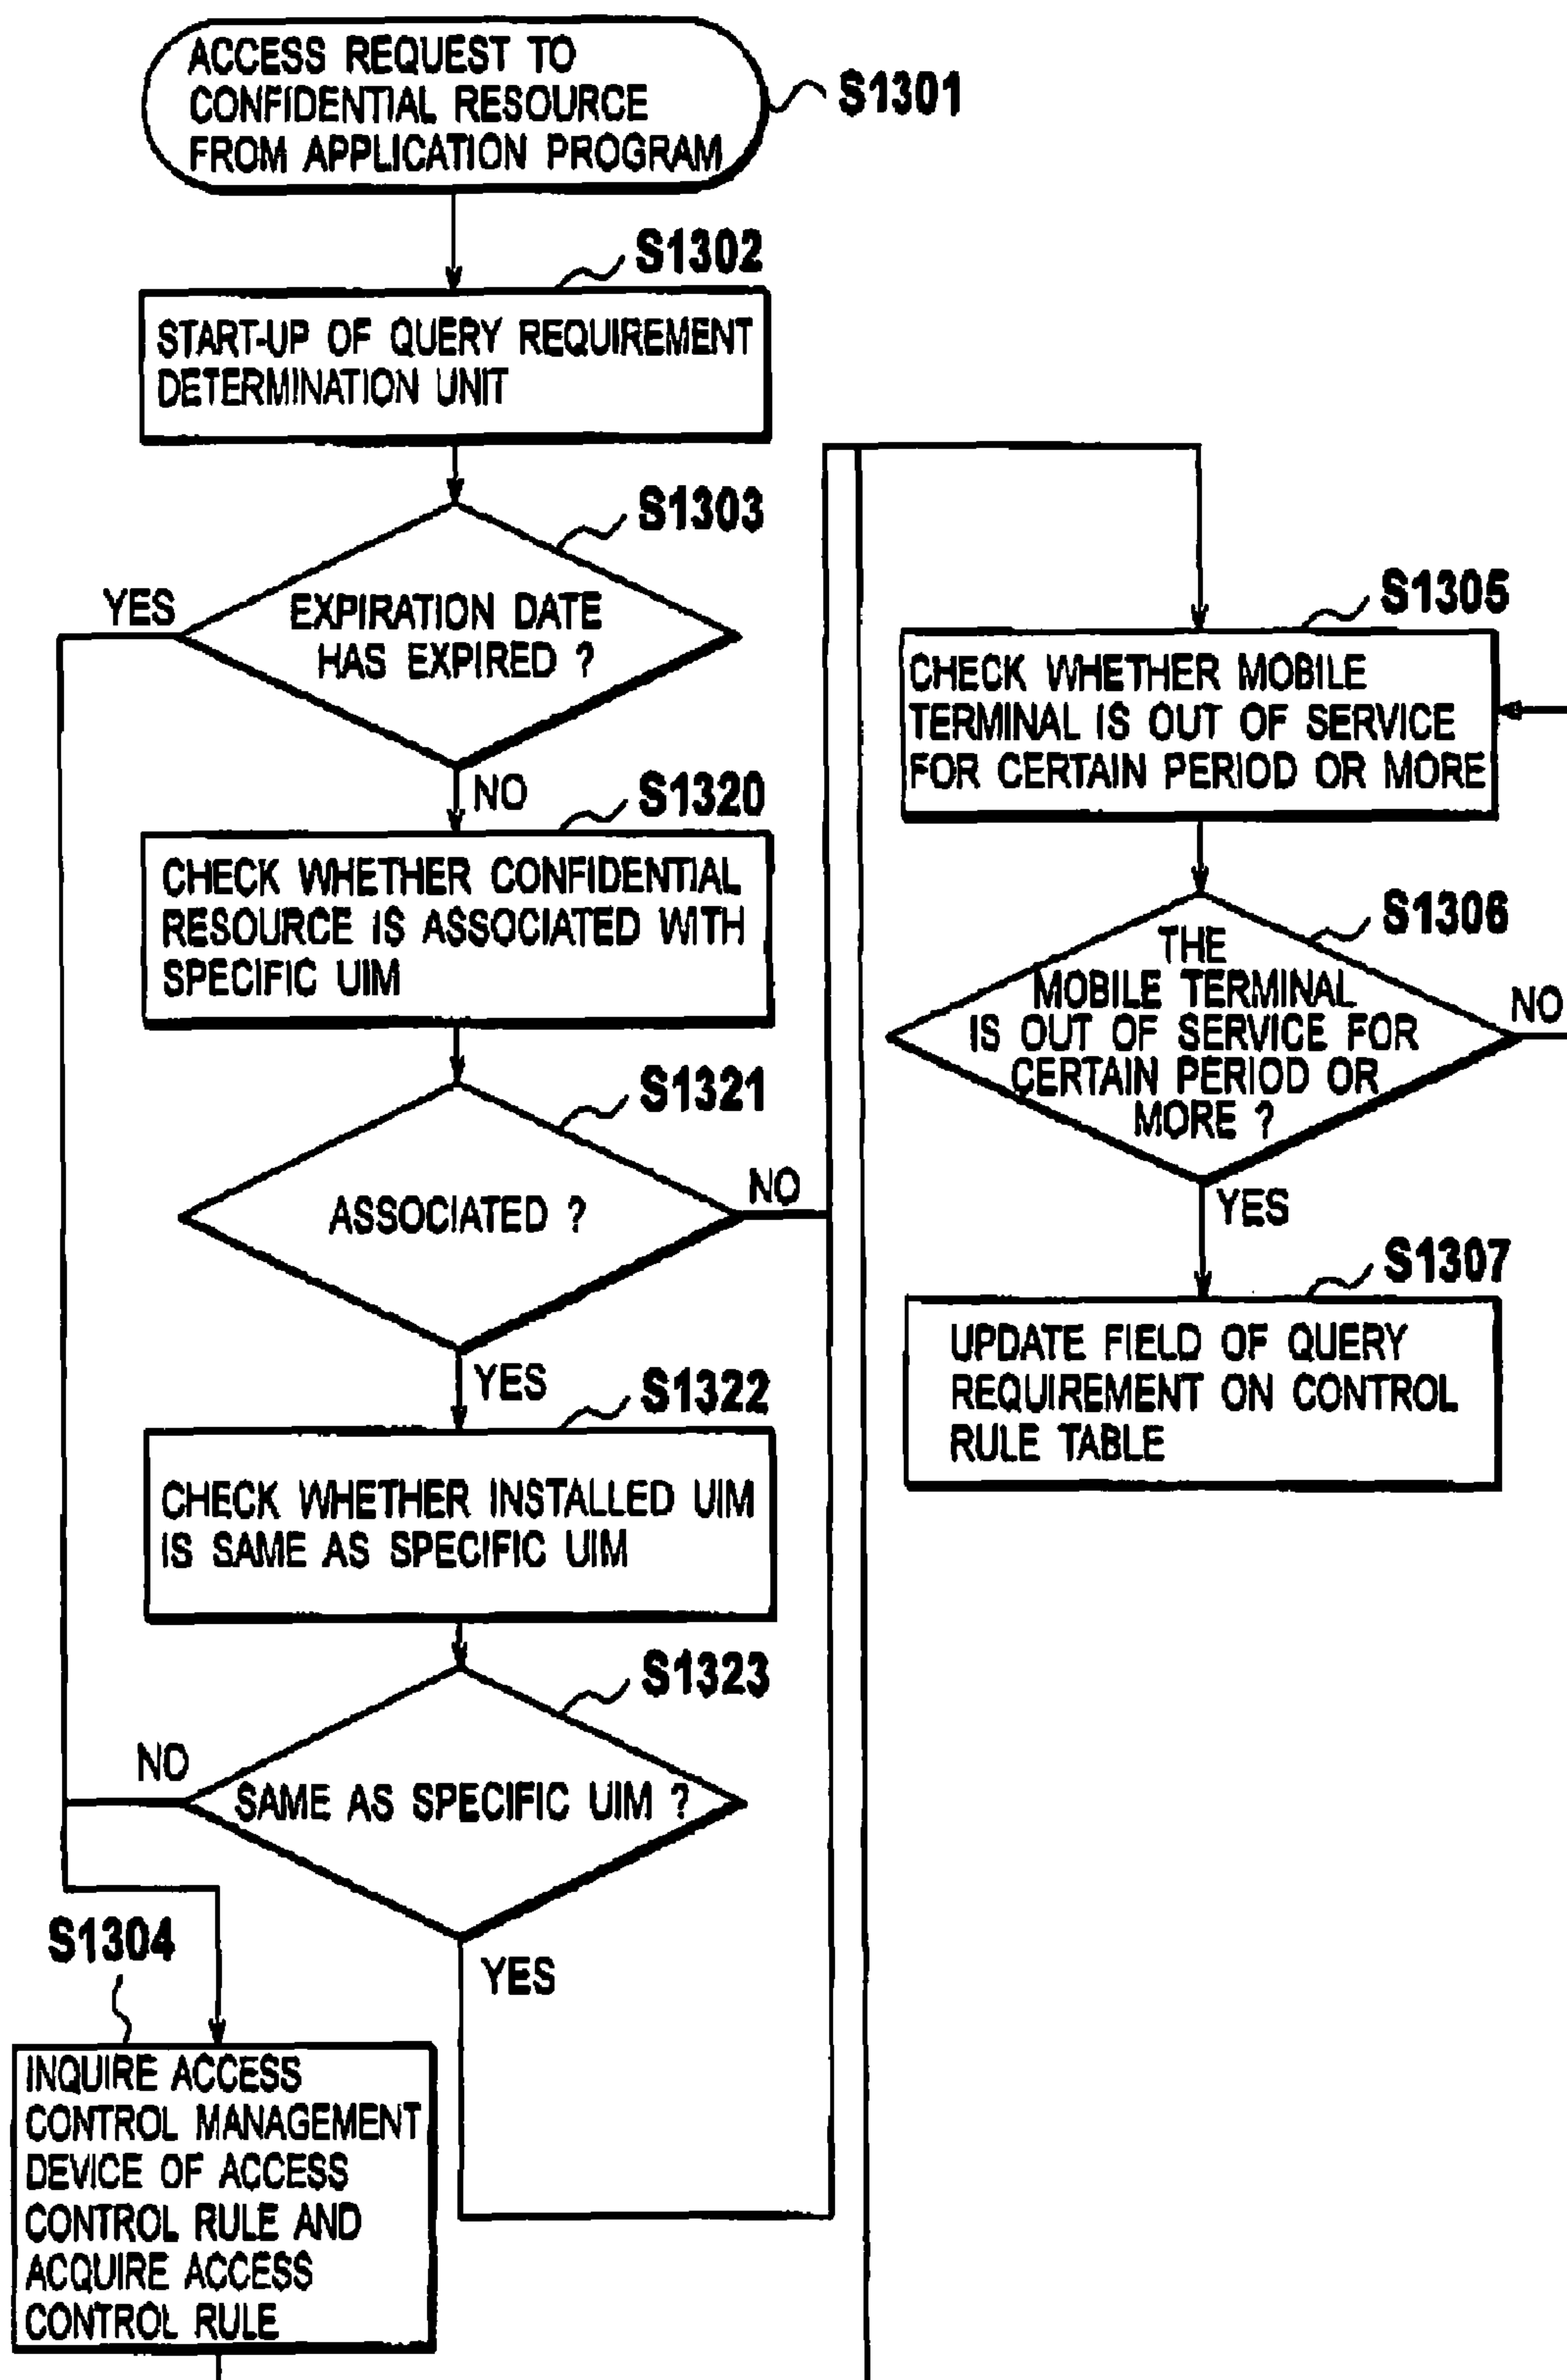 ACCESS REQUEST TO
CONFIDENTIAL RESOURCE
FROM APPLICATION PROGRAM
S1301
S1302
START-UP OF QUERY REQUIREMENT
DETERMINATION UNIT
S1303
YES
EXPIRATION DATE
HAS EXPIRED ?
NO
S1320
CHECK WHETHER CONFIDENTIAL
RESOURCE IS ASSOCIATED WITH
SPECIFIC UIM
S1321
ASSOCIATED ?
NO
YES
S1322
CHECK WHETHER INSTALLED UIM
IS SAME AS SPECIFIC UIM
S1323
NO
SAME AS SPECIFIC UIM ?
YES
S1304
INQUIRE ACCESS
CONTROL MANAGEMENT
DEVICE OF ACCESS
CONTROL RULE AND
ACQUIRE ACCESS
CONTROL RULE
S1305
CHECK WHETHER MOBILE
TERMINAL IS OUT OF SERVICE
FOR CERTAIN PERIOD OR MORE
S1306
THE
MOBILE TERMINAL
IS OUT OF SERVICE FOR
CERTAIN PERIOD OR
MORE ?
NO
YES
S1307
UPDATE FIELD OF QUERY
REQUIREMENT ON CONTROL
RULE TABLE